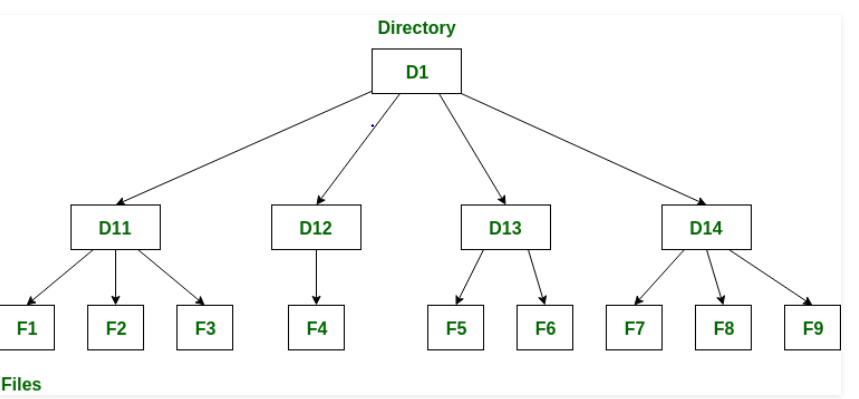 Directory
D1
D11 D12 D13 D14
F1 F2 F3 F4 F5 F6 F7 F8 F9
Files